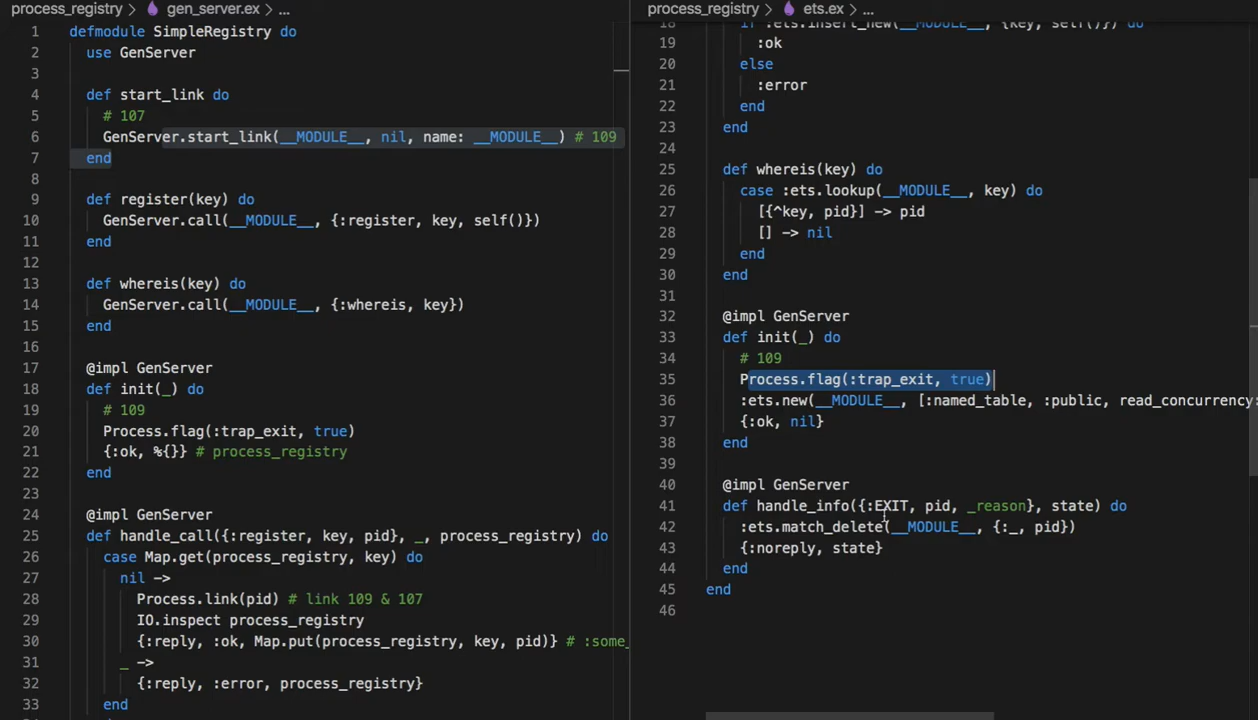 process_registry > gen_server.ex > ...
1 defmodule SimpleRegistry do
2 use GenServer
3
4 def start_link do
5 # 107
6 GenServer.start_link(__MODULE__, nil, name: __MODULE__) # 109
7 end
8
9 def register(key) do
10 GenServer.call(__MODULE__, {:register, key, self()})
11 end
12
13 def whereis(key) do
14 GenServer.call(__MODULE__, {:whereis, key})
15 end
16
17 @impl GenServer
18 def init(_) do
19 # 109
20 Process.flag(:trap_exit, true)
21 {:ok, %{}} # process_registry
22 end
23
24 @impl GenServer
25 def handle_call({:register, key, pid}, _, process_registry) do
26 case Map.get(process_registry, key) do
27 nil ->
28 Process.link(pid) # link 109 & 107
29 IO.inspect process_registry
30 {:reply, :ok, Map.put(process_registry, key, pid)} # :some_
31 _ ->
32 {:reply, :error, process_registry}
33 end
process_registry > ets.ex > ...
18 if :ets.insert_new(__MODULE__, {key, self()}) do
19 :ok
20 else
21 :error
22 end
23 end
24
25 def whereis(key) do
26 case :ets.lookup(__MODULE__, key) do
27 [{^key, pid}] -> pid
28 [] -> nil
29 end
30 end
31
32 @impl GenServer
33 def init(_) do
34 # 109
35 Process.flag(:trap_exit, true)
36 :ets.new(__MODULE__, [:named_table, :public, read_concurrency:
37 {:ok, nil}
38 end
39
40 @impl GenServer
41 def handle_info({:EXIT, pid, _reason}, state) do
42 :ets.match_delete(__MODULE__, {:_, pid})
43 {:noreply, state}
44 end
45 end
46